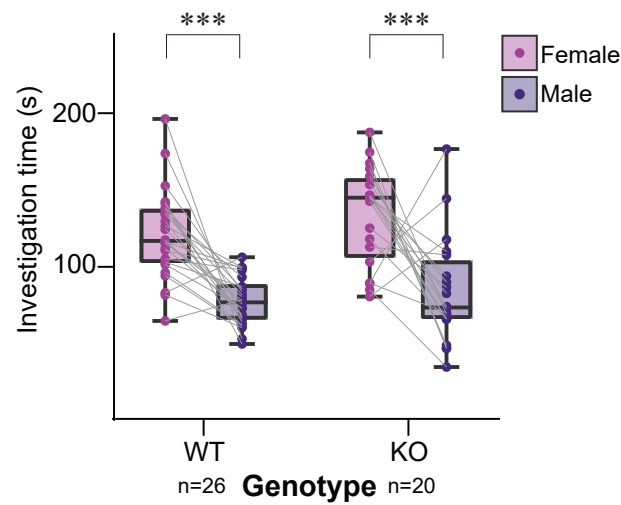 *** ***
Female
Male
Investigation time (s)
200
100
WT KO
n=26 Genotype n=20